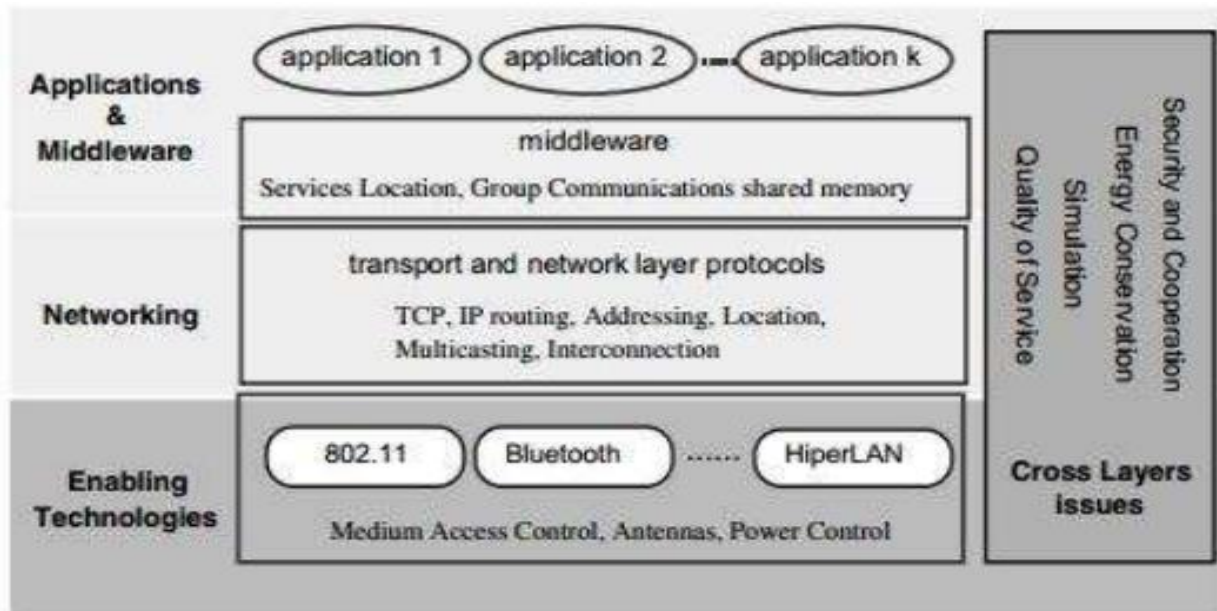 Applications
&
Middleware
application 1
application 2
application k
middleware
Services Location, Group Communications shared memory
Networking
transport and network layer protocols
TCP, IP routing, Addressing, Location,
Multicasting, Interconnection
Enabling
Technologies
802.11
Bluetooth
......
HiperLAN
Medium Access Control, Antennas, Power Control
Security and Cooperation
Energy Conservation
Simulation
Quality of Service
Cross Layers
issues